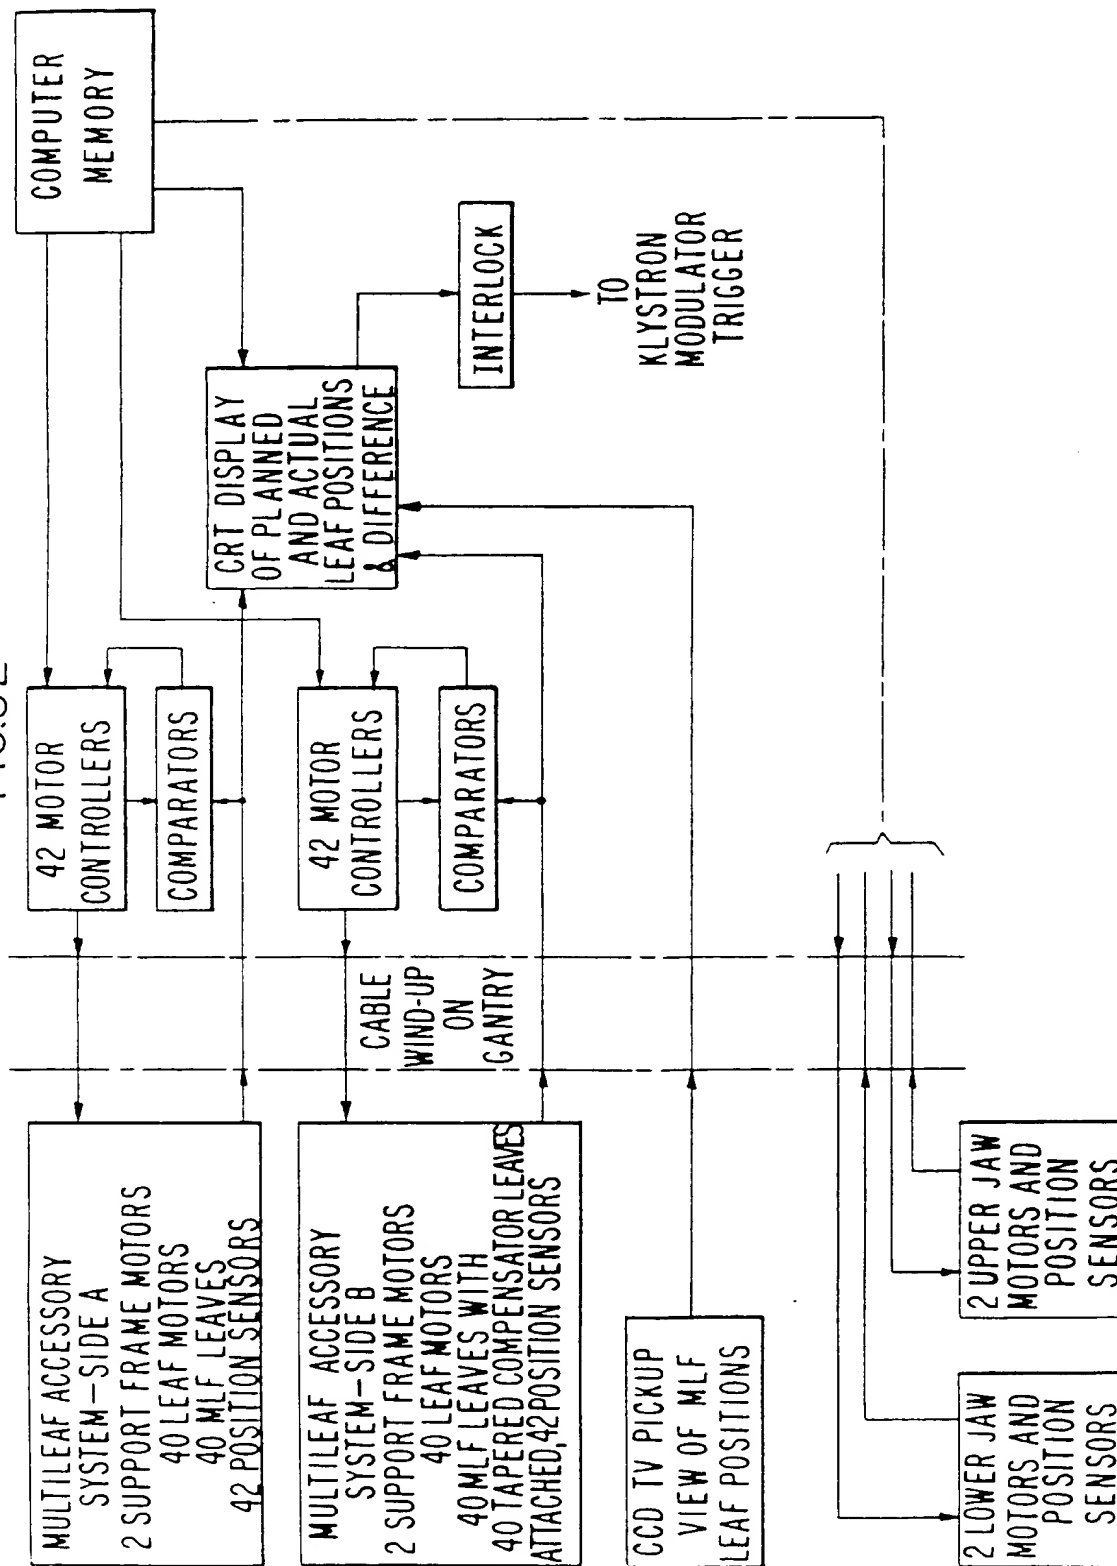 COMPUTER
MEMORY
42 MOTOR
CONTROLLERS
COMPARATORS
MULTILEAF ACCESSORY
SYSTEM-SIDE A
2 SUPPORT FRAME MOTORS
40 LEAF MOTORS
40 MLF LEAVES
42 POSITION SENSORS
CRT DISPLAY
OF PLANNED
AND ACTUAL
LEAF POSITIONS
& DIFFERENCE
INTERLOCK
TO
KLYSTRON
MODULATOR
TRIGGER
42 MOTOR
CONTROLLERS
COMPARATORS
CABLE
WIND-UP
ON
GANTRY
MULTILEAF ACCESSORY
SYSTEM-SIDE B
2 SUPPORT FRAME MOTORS
40 LEAF MOTORS
40 MLF LEAVES WITH
40 TAPERED COMPENSATOR LEAVES
ATTACHED, 42 POSITION SENSORS
CCD TV PICKUP
VIEW OF MLF
LEAF POSITIONS
2 UPPER JAW
MOTORS AND
POSITION
SENSORS
2 LOWER JAW
MOTORS AND
POSITION
SENSORS